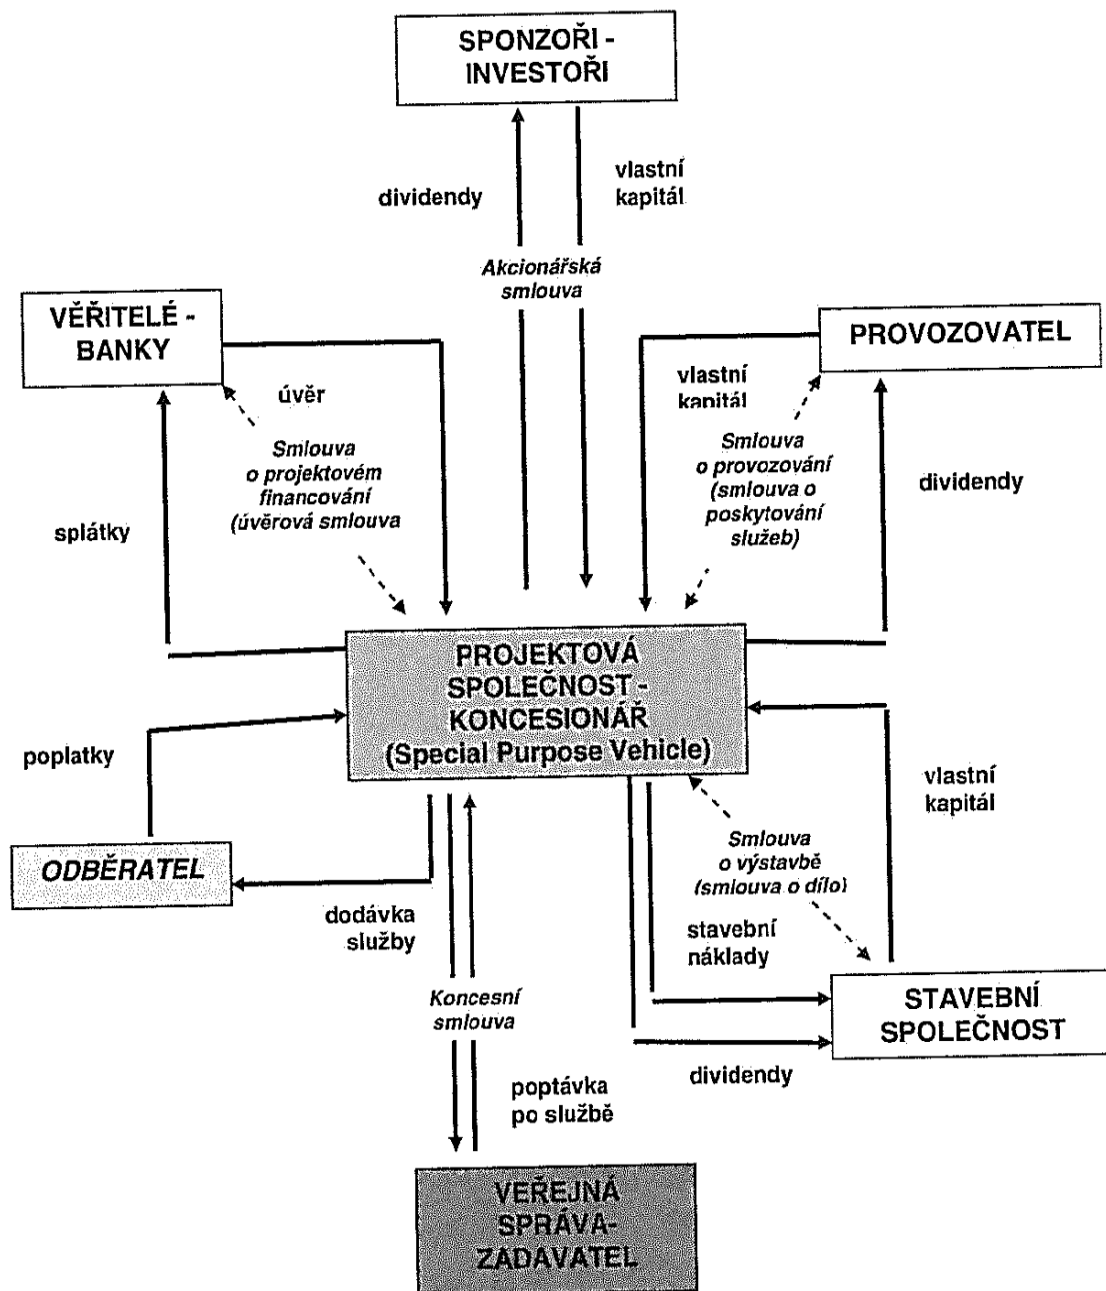 SPONZOŘI -
INVESTOŘI
dividendy
vlastní
kapitál
Akcionářská
smlouva
VĚŘITELÉ -
BANKY
PROVOZOVATEL
úvěr
vlastní
kapitál
Smlouva
o projektovém
financování
(úvěrová smlouva
Smlouva
o provozování
(smlouva o
poskytování
služeb)
dividendy
splátky
PROJEKTOVÁ
SPOLEČNOST -
KONCESIONÁŘ
(Special Purpose Vehicle)
poplatky
vlastní
kapitál
ODBĚRATEL
Smlouva
o výstavbě
(smlouva o dílo)
dodávka
služby
stavební
náklady
Koncesní
smlouva
STAVEBNÍ
SPOLEČNOST
dividendy
poptávka
po službě
VEŘEJNÁ
SPRÁVA-
ZADAVATEL